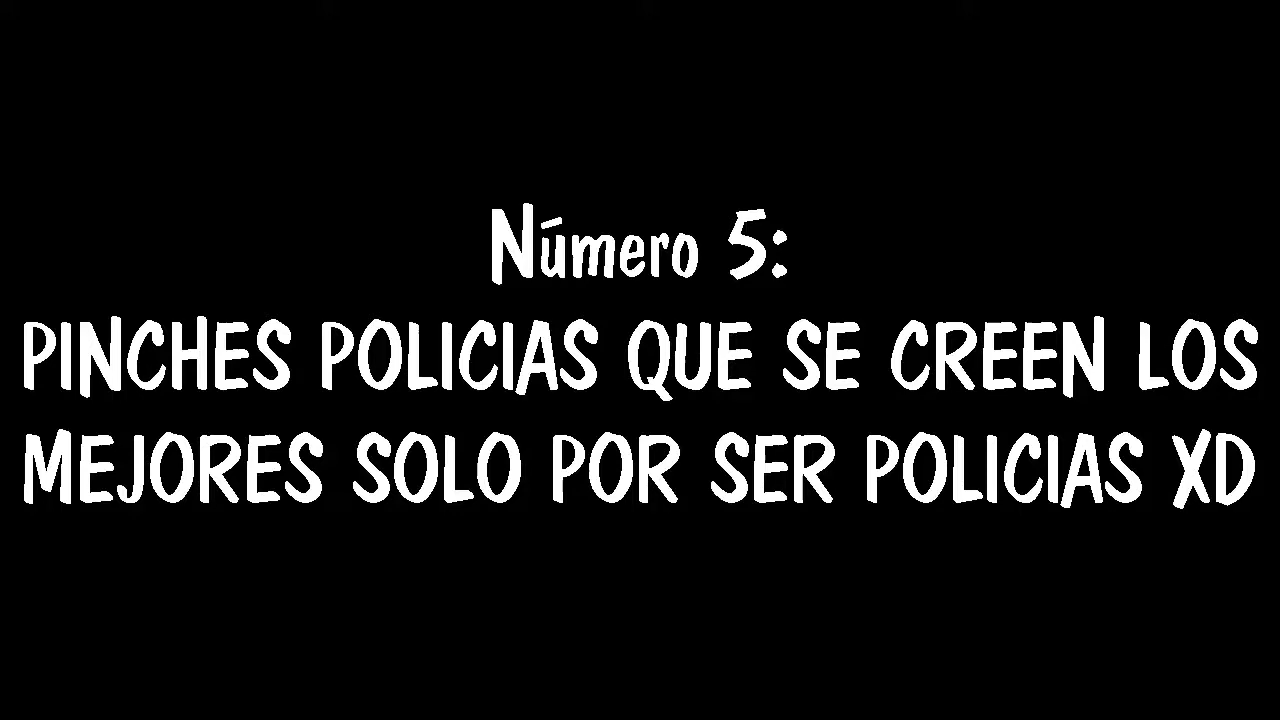 Número 5:
PINCHES POLICIAS QUE SE CREEN LOS
MEJORES SOLO POR SER POLICIAS XD